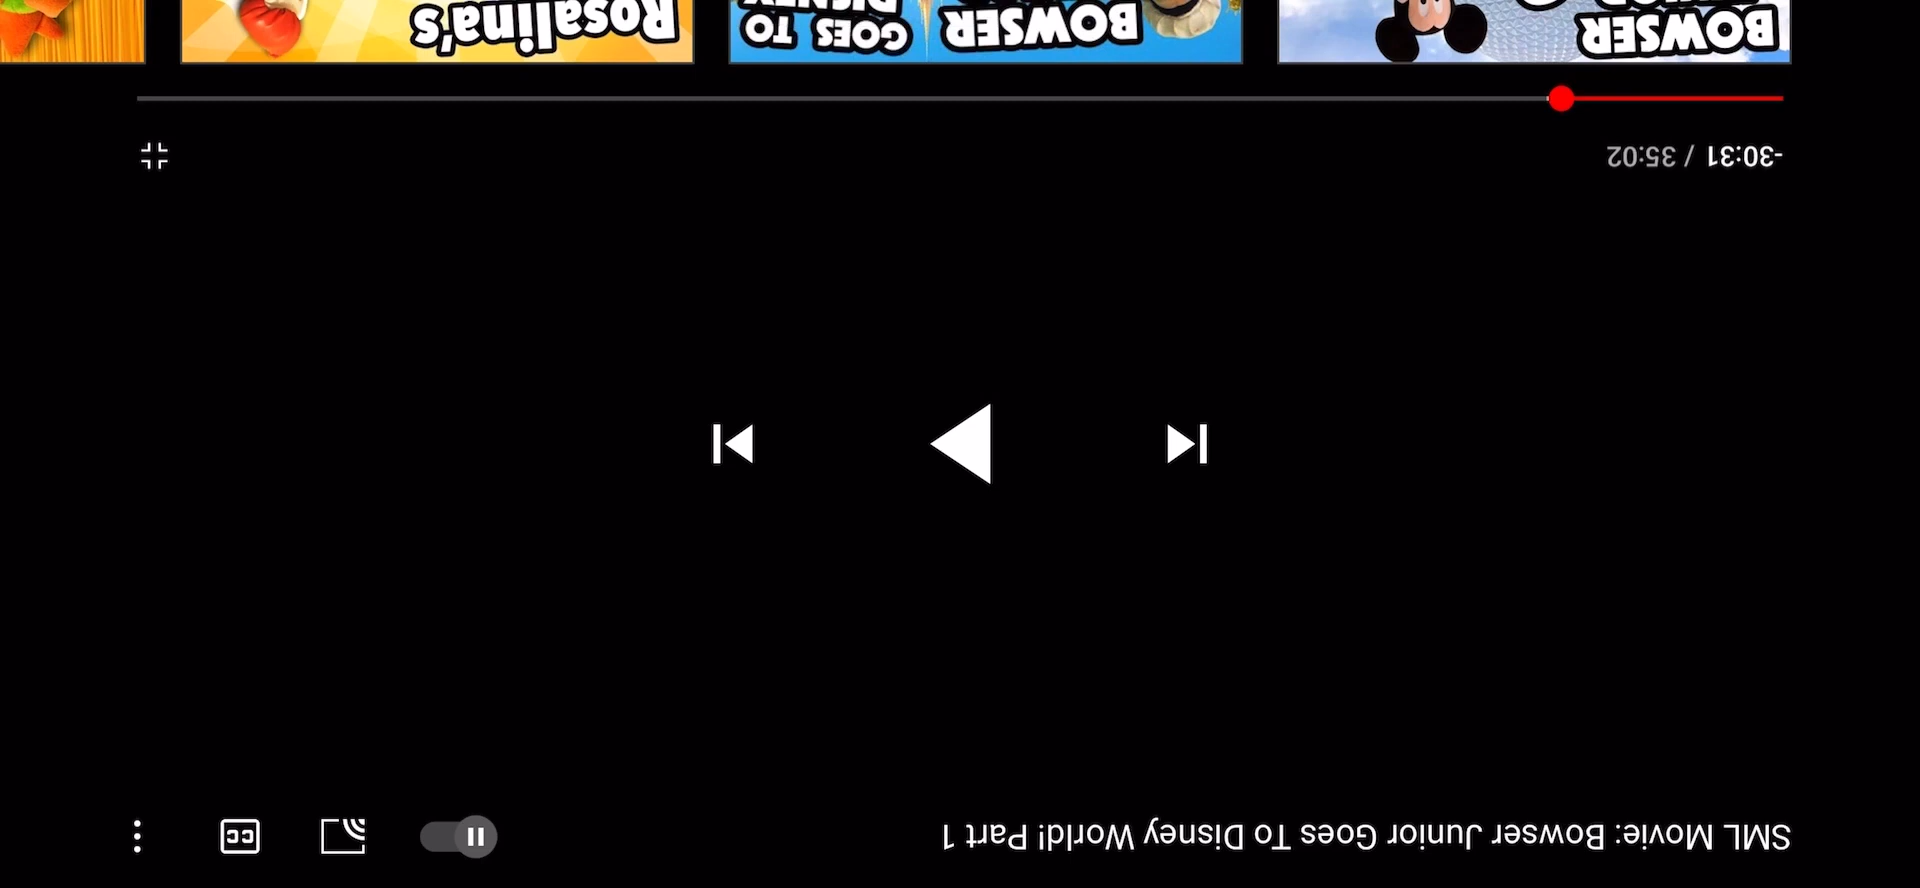 SML Movie: Bowser Junior Goes To Disney World! Part 1
CC
-30:31 / 35:02
BOWSER
BOWSER
GOES TO
Rosalina's